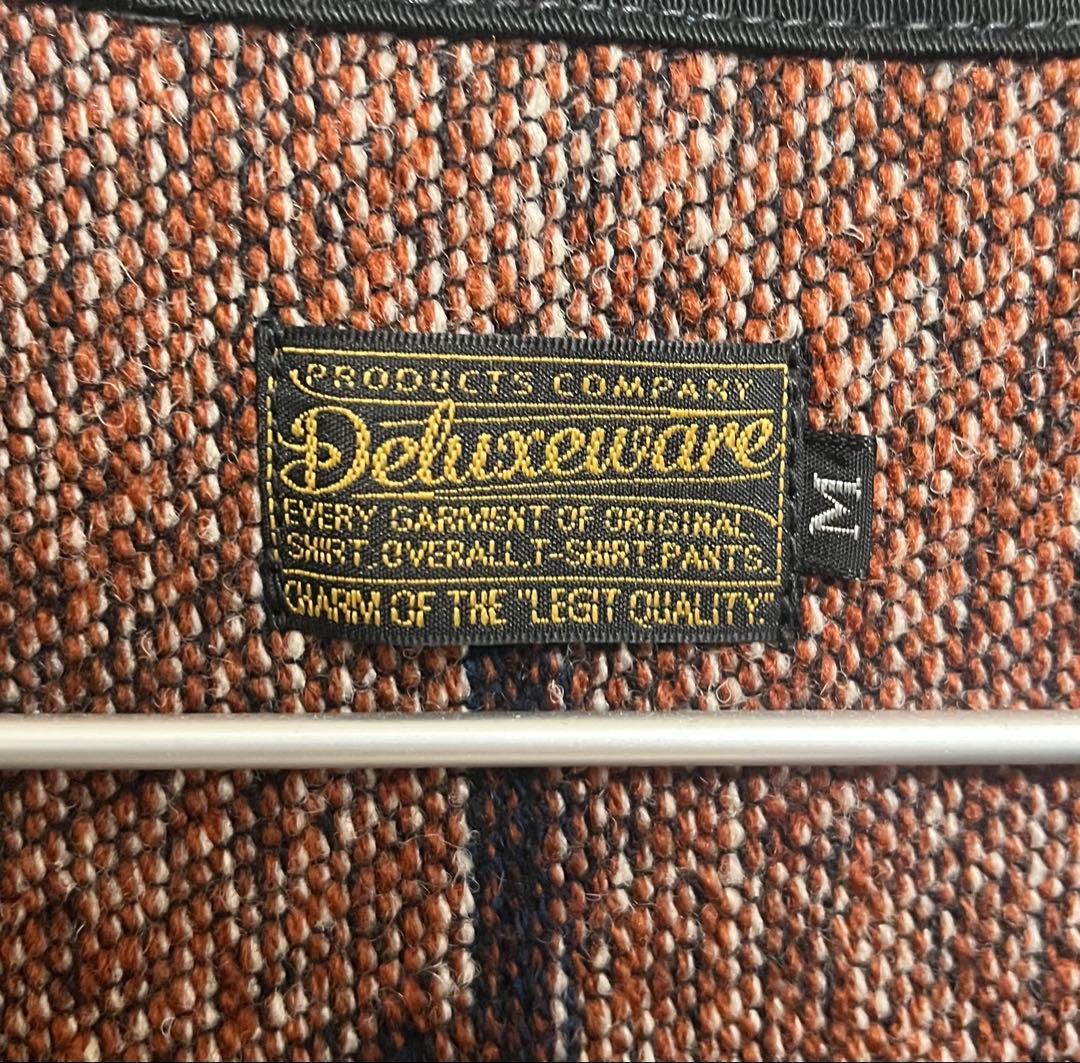 PRODUCTS COMPANY
Deluxeware
EVERY GARMENT OF ORIGINAL
SHIRT.OVERALL.T-SHIRT.PANTS.
CHARM OF THE "LEGIT QUALITY."
M